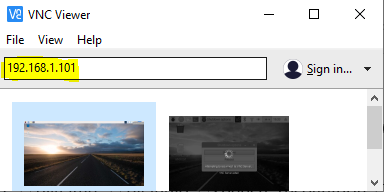 VNC Viewer
File View Help
192.168.1.101
Sign in...